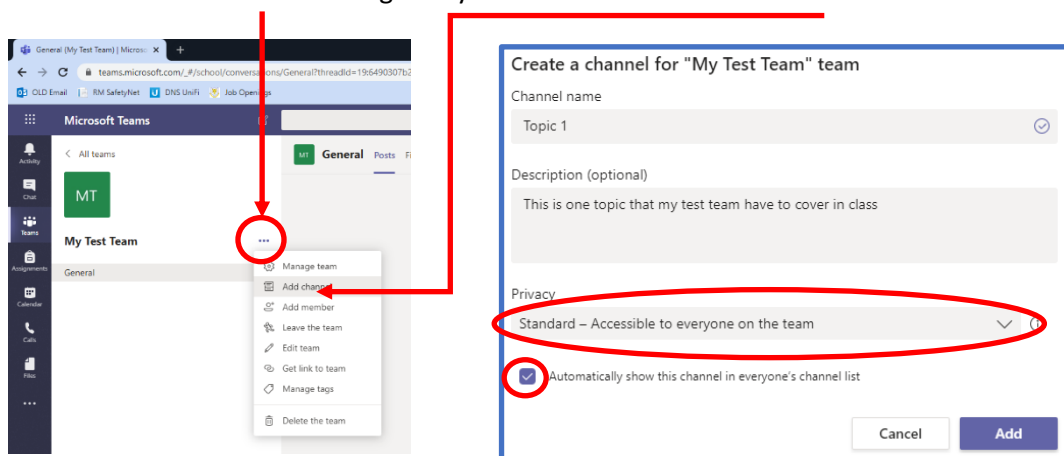 General (My Test Team) | Microso
teams.microsoft.com/_#/school/conversations/General?threadId=19:6490307b2
OLD Email
RM SafetyNet
DNS UniFi
Job Openings
Microsoft Teams
Activity
Chat
Teams
Assignments
Calendar
Calls
Files
All teams
MT
My Test Team
General
Manage team
Add channel
Add member
Leave the team
Edit team
Get link to team
Manage tags
Delete the team
MT General Posts Fi
Create a channel for "My Test Team" team
Channel name
Topic 1
Description (optional)
This is one topic that my test team have to cover in class
Privacy
Standard – Accessible to everyone on the team
Automatically show this channel in everyone's channel list
Cancel
Add